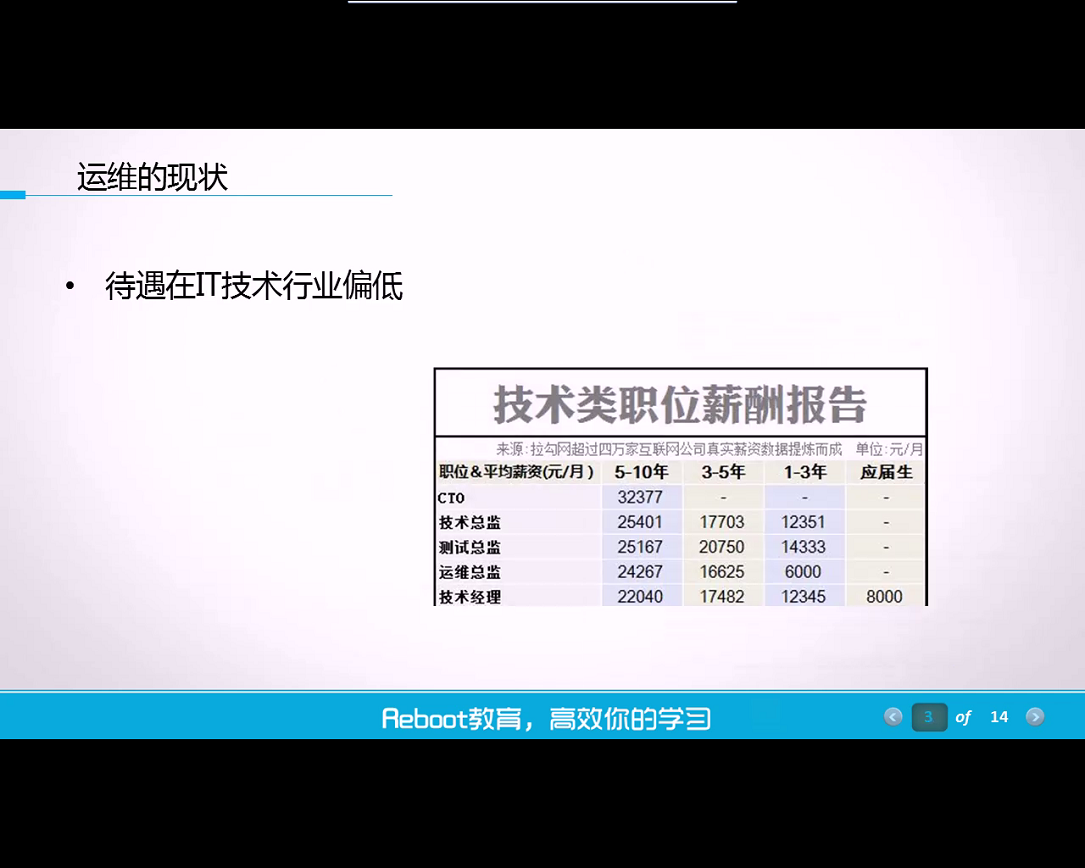 运维的现状
• 待遇在IT技术行业偏低
技术类职位薪酬报告
来源:拉勾网超过四万家互联网公司真实薪资数据提炼而成 单位:元/月
职位&平均薪资(元/月) 5-10年 3-5年 1-3年 应届生
CTO 32377 - - -
技术总监 25401 17703 12351 -
测试总监 25167 20750 14333 -
运维总监 24267 16625 6000 -
技术经理 22040 17482 12345 8000
Reboot教育，高效你的学习
3 of 14